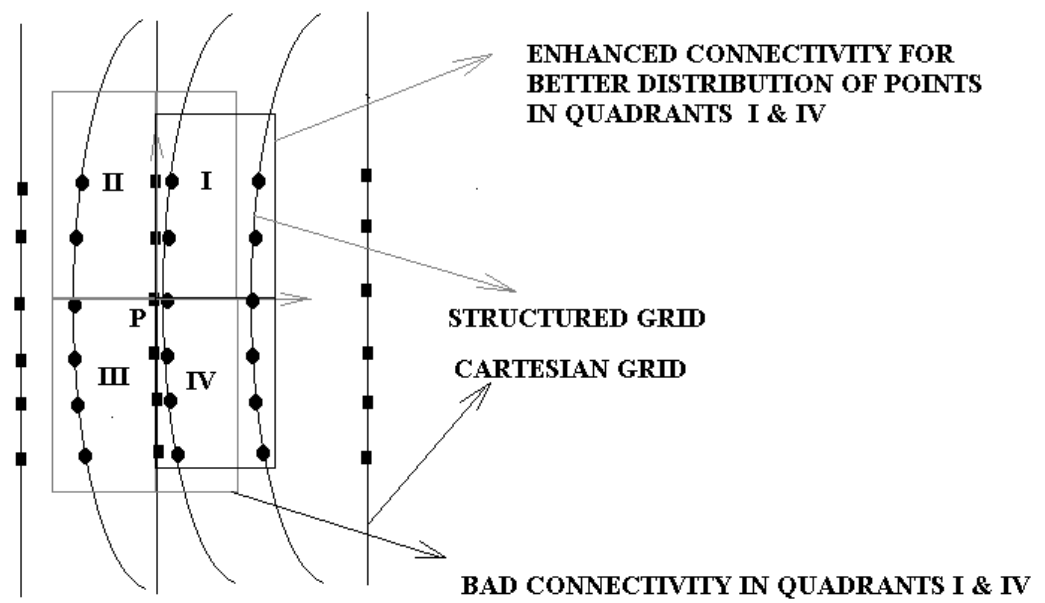 ENHANCED CONNECTIVITY FOR
BETTER DISTRIBUTION OF POINTS
IN QUADRANTS I & IV
II
I
P
III
IV
STRUCTURED GRID
CARTESIAN GRID
BAD CONNECTIVITY IN QUADRANTS I & IV